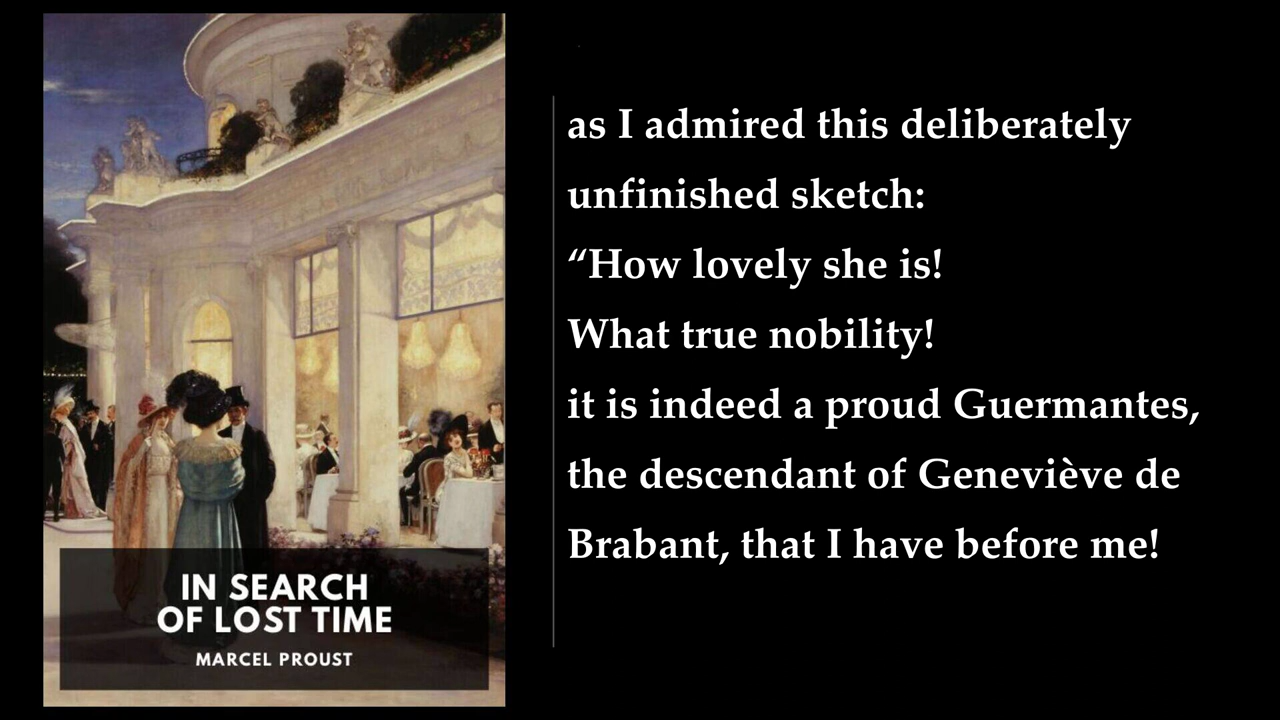 IN SEARCH
OF LOST TIME
MARCEL PROUST
as I admired this deliberately
unfinished sketch:
“How lovely she is!
What true nobility!
it is indeed a proud Guermantes,
the descendant of Geneviève de
Brabant, that I have before me!